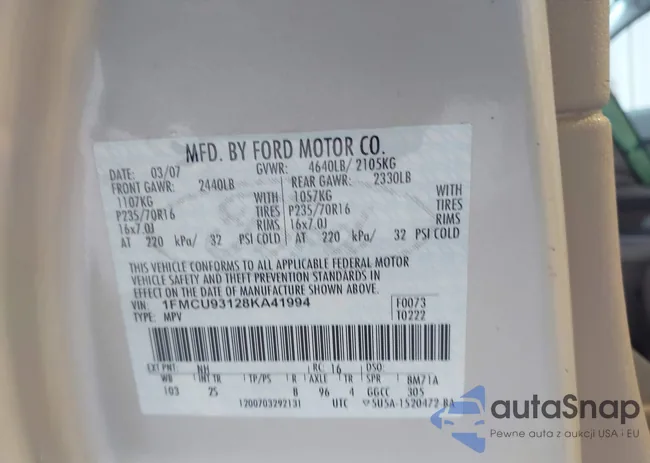 MFD. BY FORD MOTOR CO.
DATE: 03/07 GVWR: 4640LB/ 2105KG
FRONT GAWR: 2440LB REAR GAWR: 2330LB
1107KG WITH 1057KG WITH
P235/70R16 TIRES P235/70R16 TIRES
16x7.0J RIMS 16x7.0J RIMS
AT 220 kPa/ 32 PSI COLD AT 220 kPa/ 32 PSI COLD
THIS VEHICLE CONFORMS TO ALL APPLICABLE FEDERAL MOTOR
VEHICLE SAFETY AND THEFT PREVENTION STANDARDS IN
EFFECT ON THE DATE OF MANUFACTURE SHOWN ABOVE.
VIN: 1FMCU93128KA41994 F0073
TYPE: MPV T0222
EXT PNT: NH RC: 16 DSO:
WB INT TR TP/PS R AXLE TR SPR BM71A
103 25 B 96 4 GGCC 305
1200703292131 UTC 5U5A-1520472-BA
autaSnap
Pewne auta z aukcji USA i EU